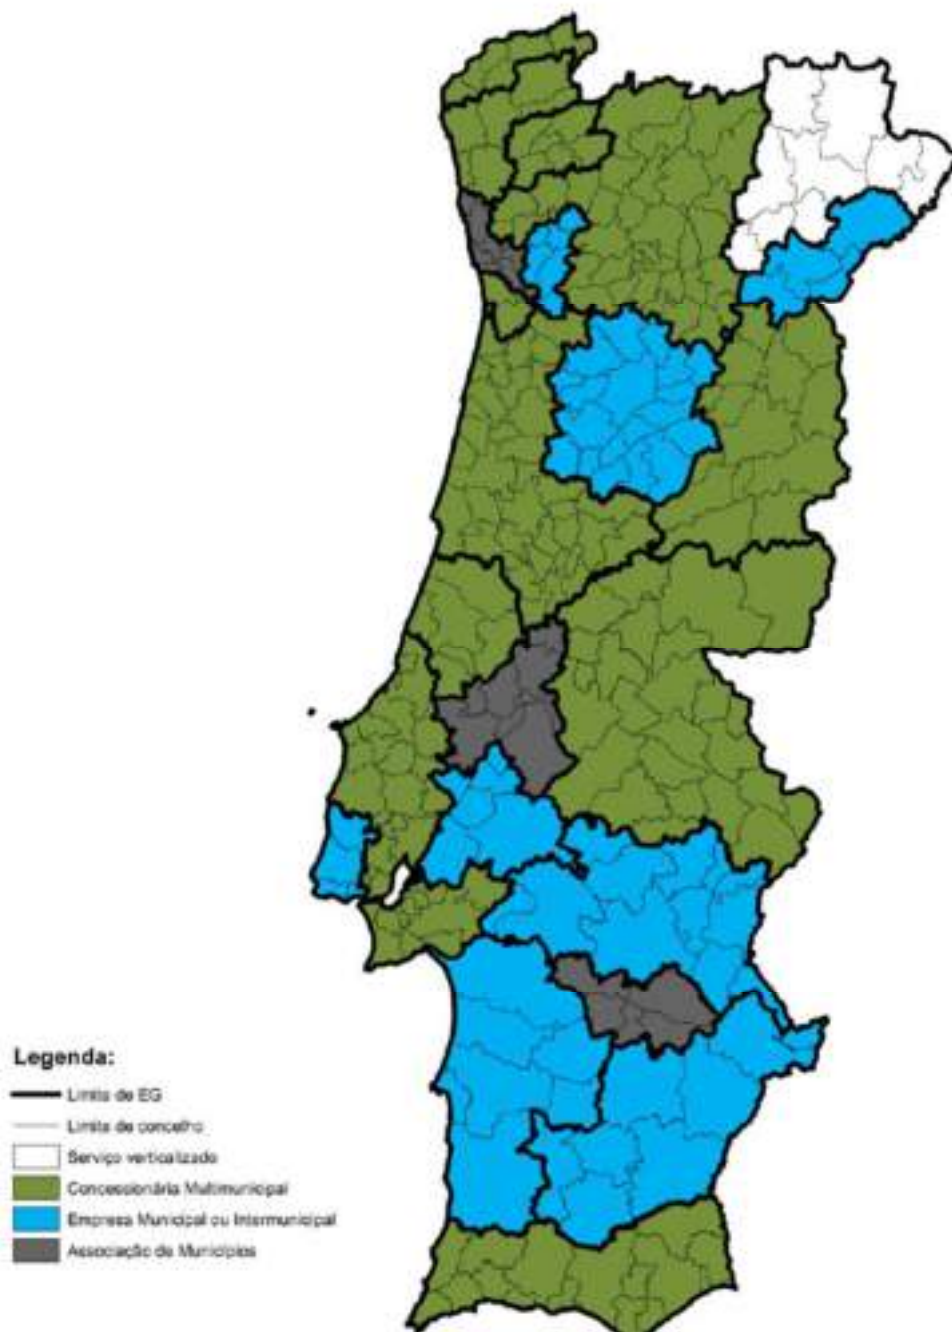 Legenda:
Limite de EG
Limite de concelho
Serviço verticalizado
Concessionária Multimunicipal
Empresa Municipal ou Intermunicipal
Associação de Municípios